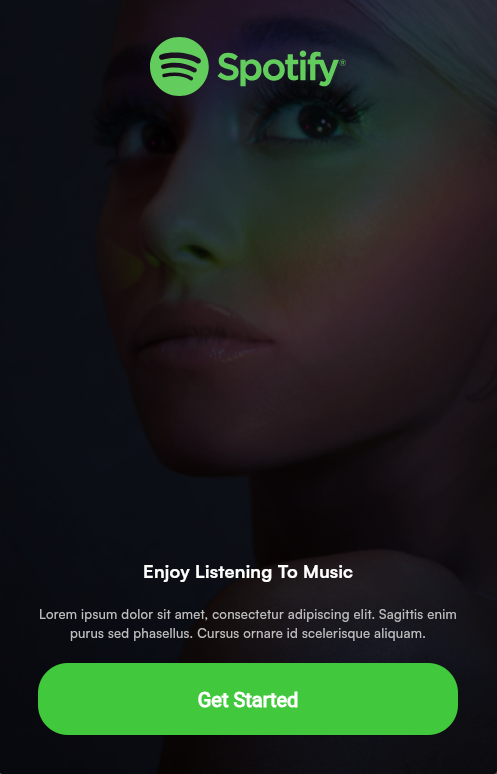 Spotify®
Enjoy Listening To Music
Lorem ipsum dolor sit amet, consectetur adipiscing elit. Sagittis enim
purus sed phasellus. Cursus ornare id scelerisque aliquam.
Get Started